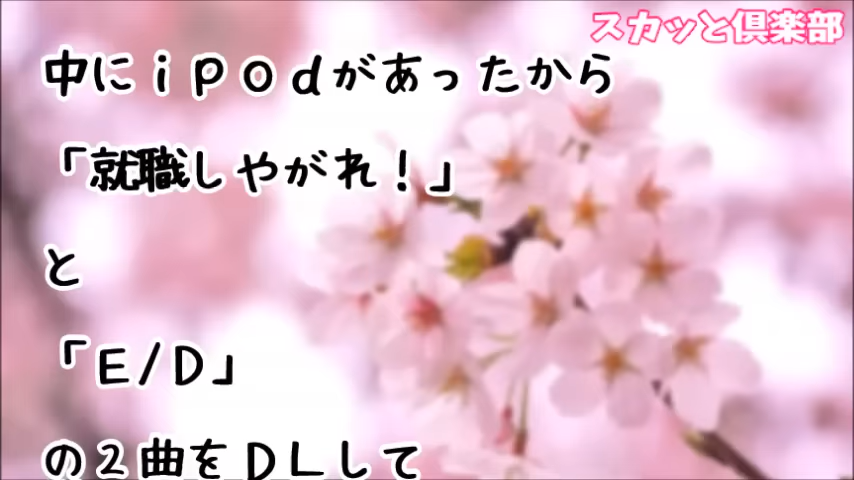 スカッと倶楽部
中にｉＰｏｄがあったから
「就職しやがれ！」
と
「Ｅ/Ｄ」
の２曲をＤＬして